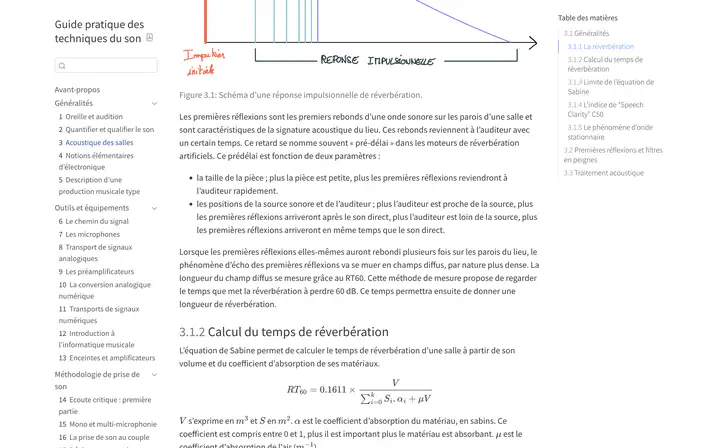 Guide pratique des
techniques du son
Avant-propos
Généralités
1 Oreille et audition
2 Quantifier et qualifier le son
3 Acoustique des salles
4 Notions élémentaires
d'électronique
5 Description d'une
production musicale type
Outils et équipements
6 Le chemin du signal
7 Les microphones
8 Transport de signaux
analogiques
9 Les préamplificateurs
10 La conversion analogique
numérique
11 Transports de signaux
numériques
12 Introduction à
l'informatique musicale
13 Enceintes et amplificateurs
Méthodologie de prise de
son
14 Ecoute critique : première
partie
15 Mono et multi-microphonie
16 La prise de son au couple
Impulsion
initiale
REPONSE IMPULSIONNELLE
Figure 3.1: Schéma d'une réponse impulsionnelle de réverbération.
Les premières réflexions sont les premiers rebonds d'une onde sonore sur les parois d'une salle et
sont caractéristiques de la signature acoustique du lieu. Ces rebonds reviennent à l'auditeur avec
un certain temps. Ce retard se nomme souvent « pré-délai » dans les moteurs de réverbération
artificiels. Ce prédélai est fonction de deux paramètres :
• la taille de la pièce ; plus la pièce est petite, plus les premières réflexions reviendront à
l'auditeur rapidement.
• les positions de la source sonore et de l'auditeur ; plus l'auditeur est proche de la source, plus
les premières réflexions arriveront après le son direct, plus l'auditeur est loin de la source, plus
les premières réflexions arriveront en même temps que le son direct.
Lorsque les premières réflexions elles-mêmes auront rebondi plusieurs fois sur les parois du lieu, le
phénomène d'écho des premières réflexions va se muer en champs diffus, par nature plus dense. La
longueur du champ diffus se mesure grâce au RT60. Cette méthode de mesure propose de regarder
le temps que met la réverbération à perdre 60 dB. Ce temps permettra ensuite de donner une
longueur de réverbération.
3.1.2 Calcul du temps de réverbération
L'équation de Sabine permet de calculer le temps de réverbération d'une salle à partir de son
volume et du coefficient d'absorption de ses matériaux.
RT₆₀ = 0.1611 × V / (∑ᵏᵢ₌₀ Sᵢ.αᵢ + μV)
V s'exprime en m³ et S en m². α est le coefficient d'absorption du matériau, en sabins. Ce
coefficient est compris entre 0 et 1, plus il est important plus le matériau est absorbant. μ est le
coefficient d'absorption de l'air (m⁻¹).
Table des matières
3.1 Généralités
3.1.1 La réverbération
3.1.2 Calcul du temps de
réverbération
3.1.3 Limite de l'équation de
Sabine
3.1.4 L'indice de "Speech
Clarity" C50
3.1.5 Le phénomène d'onde
stationnaire
3.2 Premières réflexions et filtres
en peignes
3.3 Traitement acoustique